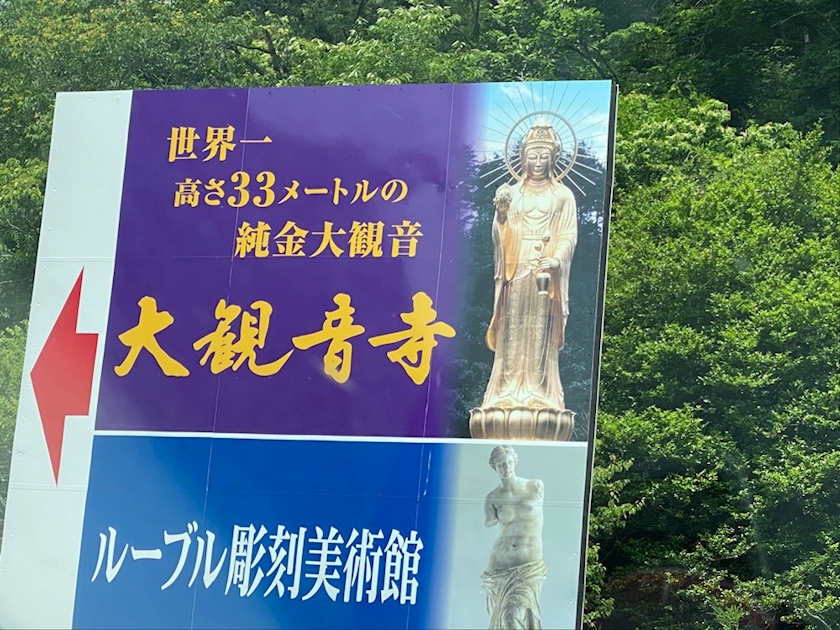 世界一
高さ33メートルの
純金大観音
大観音寺
ルーブル彫刻美術館